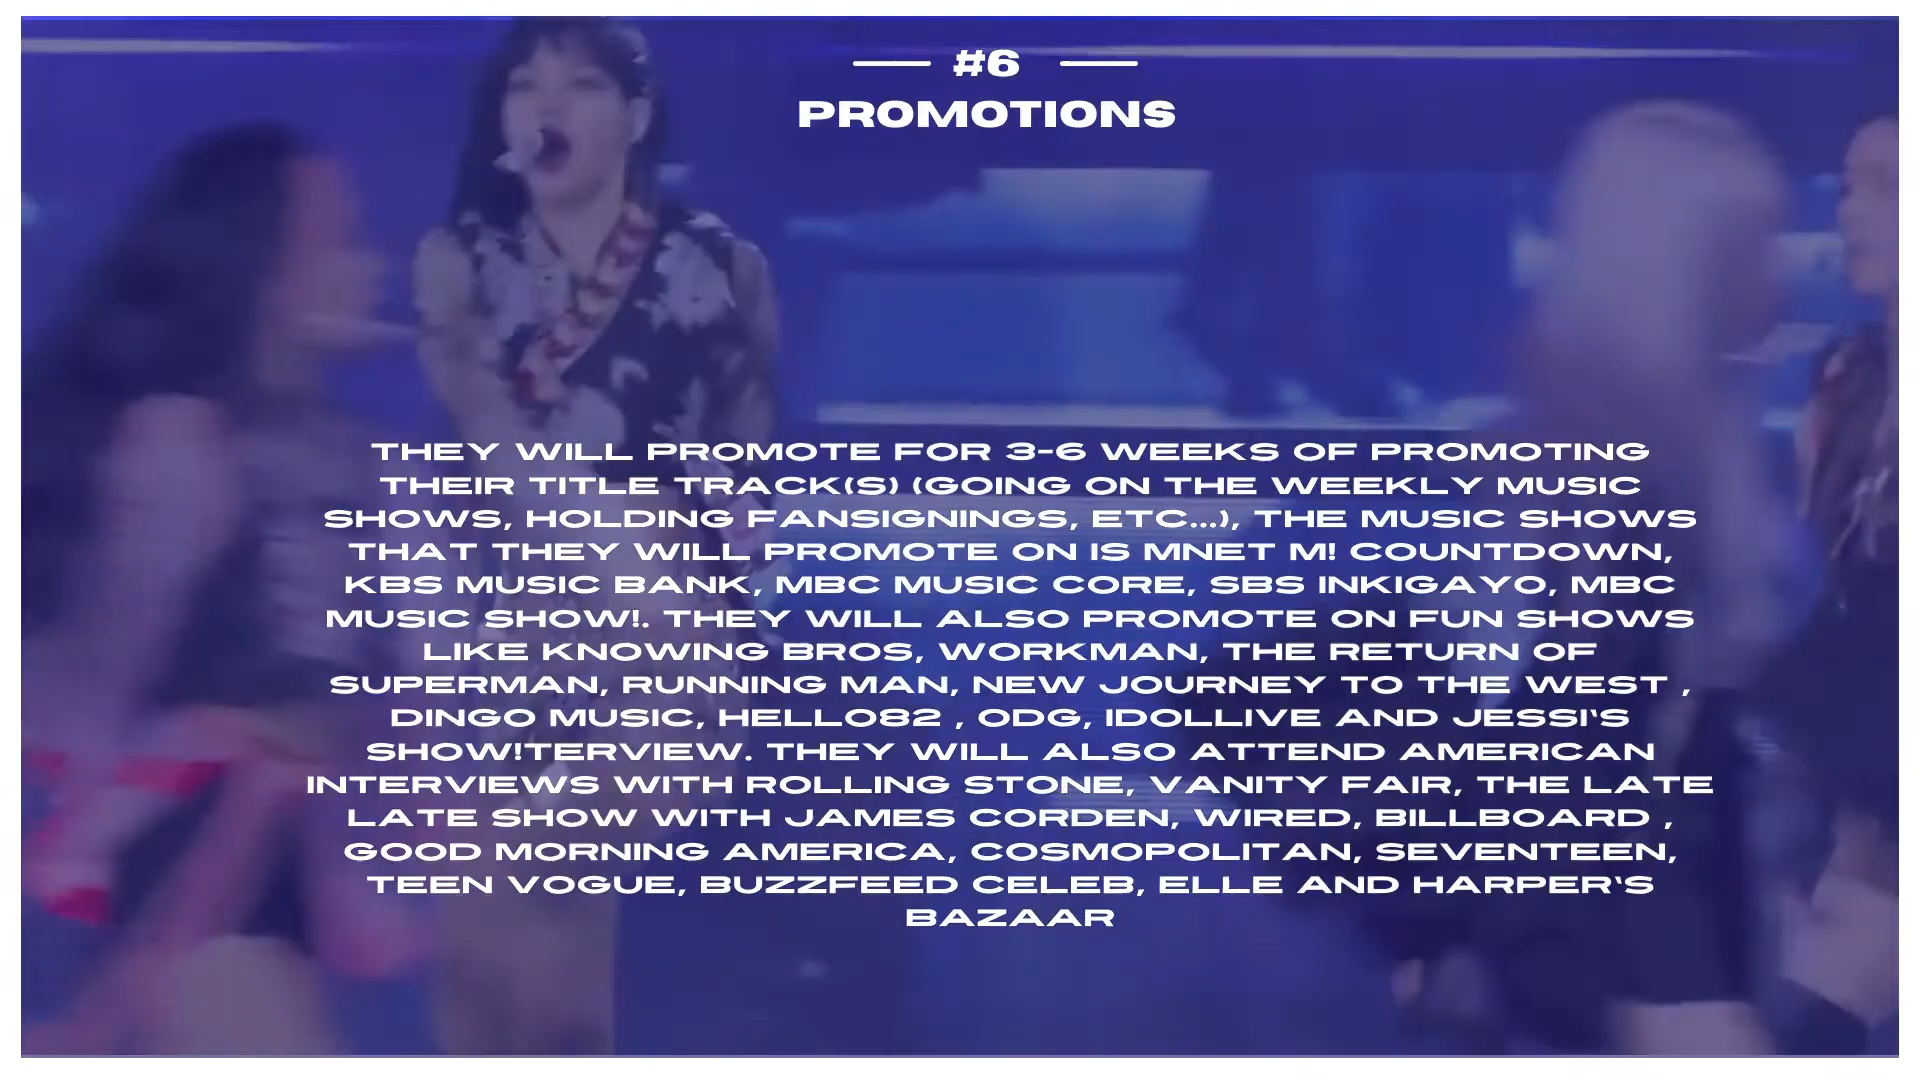 #6
PROMOTIONS
THEY WILL PROMOTE FOR 3-6 WEEKS OF PROMOTING
THEIR TITLE TRACK(S) (GOING ON THE WEEKLY MUSIC
SHOWS, HOLDING FANSIGNINGS, ETC...), THE MUSIC SHOWS
THAT THEY WILL PROMOTE ON IS MNET M! COUNTDOWN,
KBS MUSIC BANK, MBC MUSIC CORE, SBS INKIGAYO, MBC
MUSIC SHOW!. THEY WILL ALSO PROMOTE ON FUN SHOWS
LIKE KNOWING BROS, WORKMAN, THE RETURN OF
SUPERMAN, RUNNING MAN, NEW JOURNEY TO THE WEST ,
DINGO MUSIC, HELLO82 , ODG, IDOLLIVE AND JESSI'S
SHOW!TERVIEW. THEY WILL ALSO ATTEND AMERICAN
INTERVIEWS WITH ROLLING STONE, VANITY FAIR, THE LATE
LATE SHOW WITH JAMES CORDEN, WIRED, BILLBOARD ,
GOOD MORNING AMERICA, COSMOPOLITAN, SEVENTEEN,
TEEN VOGUE, BUZZFEED CELEB, ELLE AND HARPER'S
BAZAAR